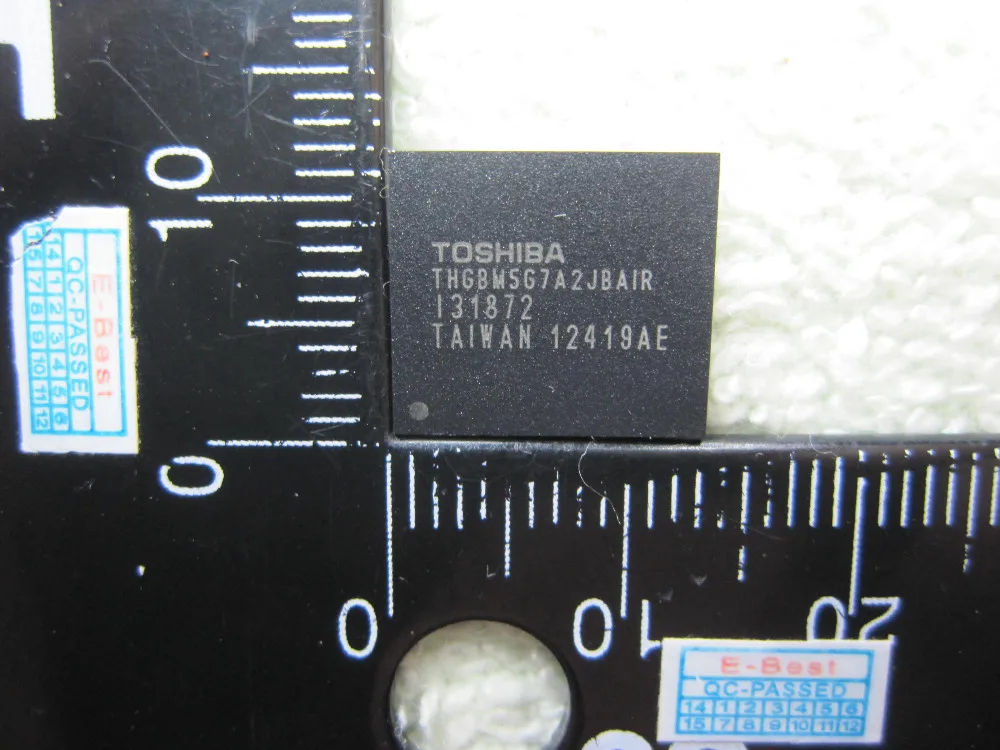 TOSHIBA
THGBM5G7A2JBAIR
I31872
TAIWAN 12419AE
10
0
0
10
20
E-Best
QC-PASSED
14 1 2 3 4 5 6
15 7 8 9 10 11 12
E-Best
QC-PASSED
14 1 2 3 4 5 6
15 7 8 9 10 11 12